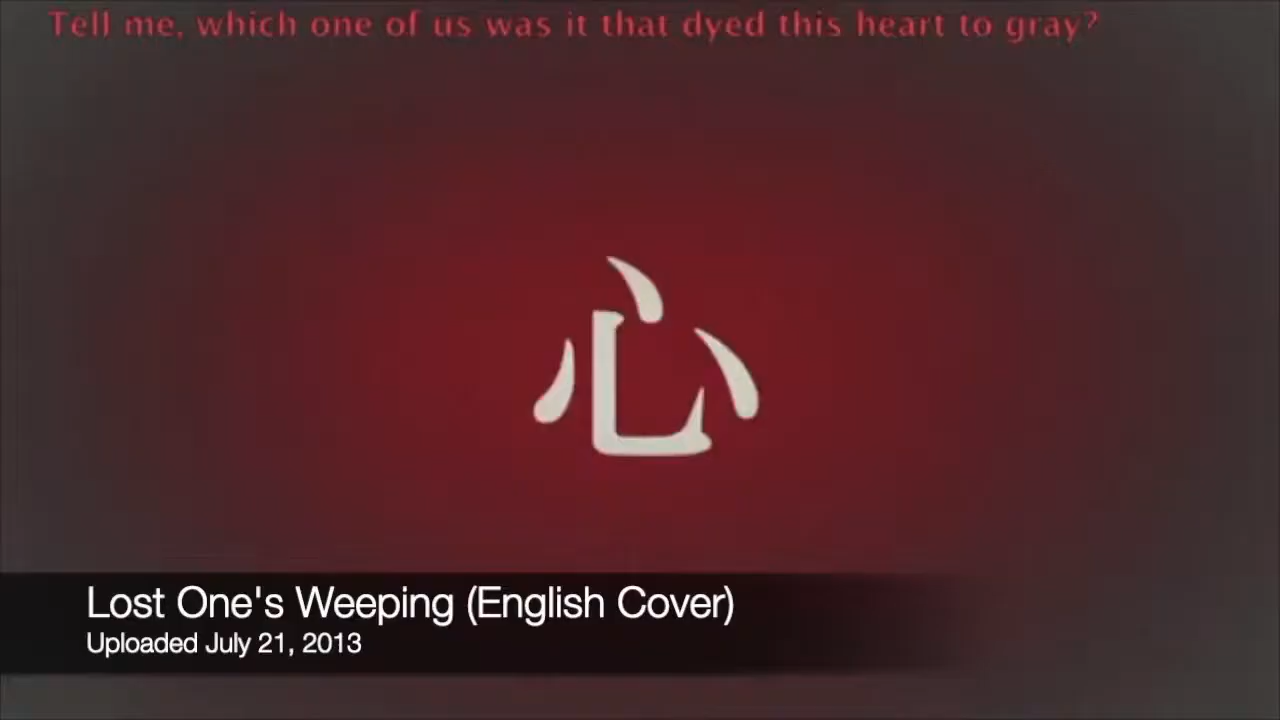 Tell me, which one of us was it that dyed this heart to gray?
心
Lost One's Weeping (English Cover)
Uploaded July 21, 2013